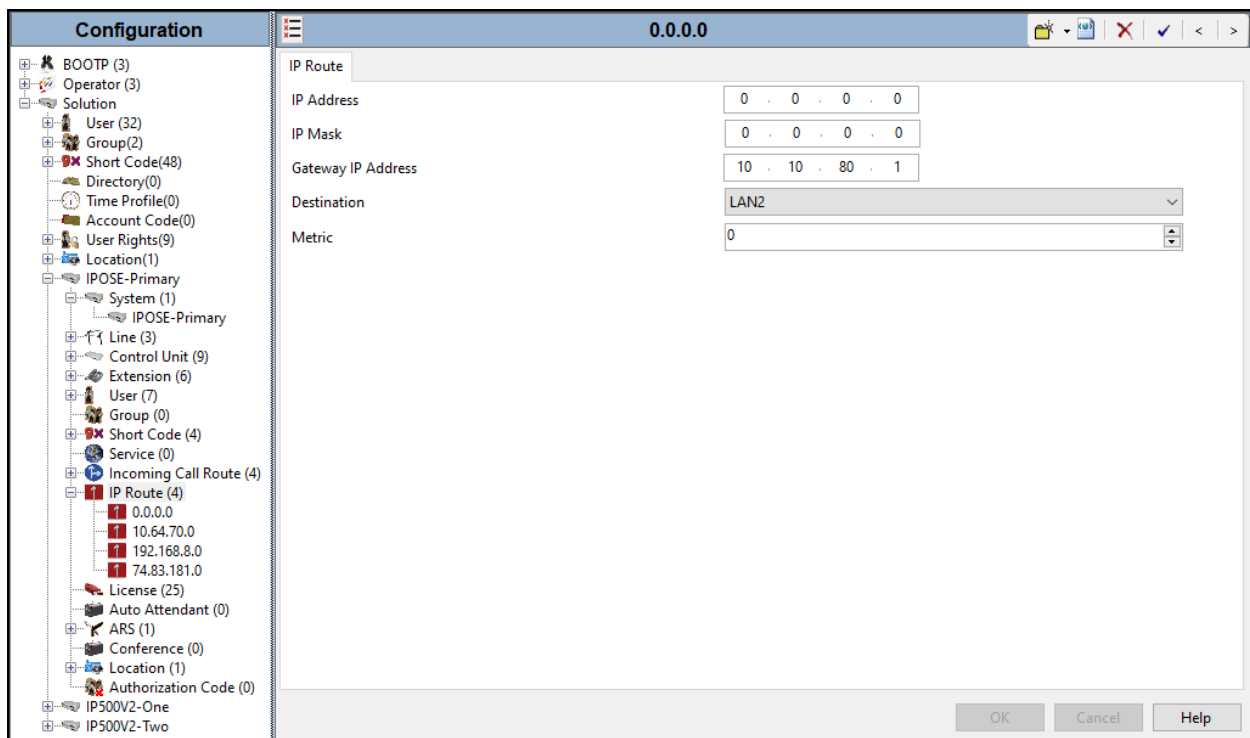 Configuration
BOOTP (3)
Operator (3)
Solution
User (32)
Group(2)
Short Code(48)
Directory(0)
Time Profile(0)
Account Code(0)
User Rights(9)
Location(1)
IPOSE-Primary
System (1)
IPOSE-Primary
Line (3)
Control Unit (9)
Extension (6)
User (7)
Group (0)
Short Code (4)
Service (0)
Incoming Call Route (4)
IP Route (4)
0.0.0.0
10.64.70.0
192.168.8.0
74.83.181.0
License (25)
Auto Attendant (0)
ARS (1)
Conference (0)
Location (1)
Authorization Code (0)
IP500V2-One
IP500V2-Two
0.0.0.0
IP Route
IP Address 0 . 0 . 0 . 0
IP Mask 0 . 0 . 0 . 0
Gateway IP Address 10 . 10 . 80 . 1
Destination LAN2
Metric 0
OK Cancel Help